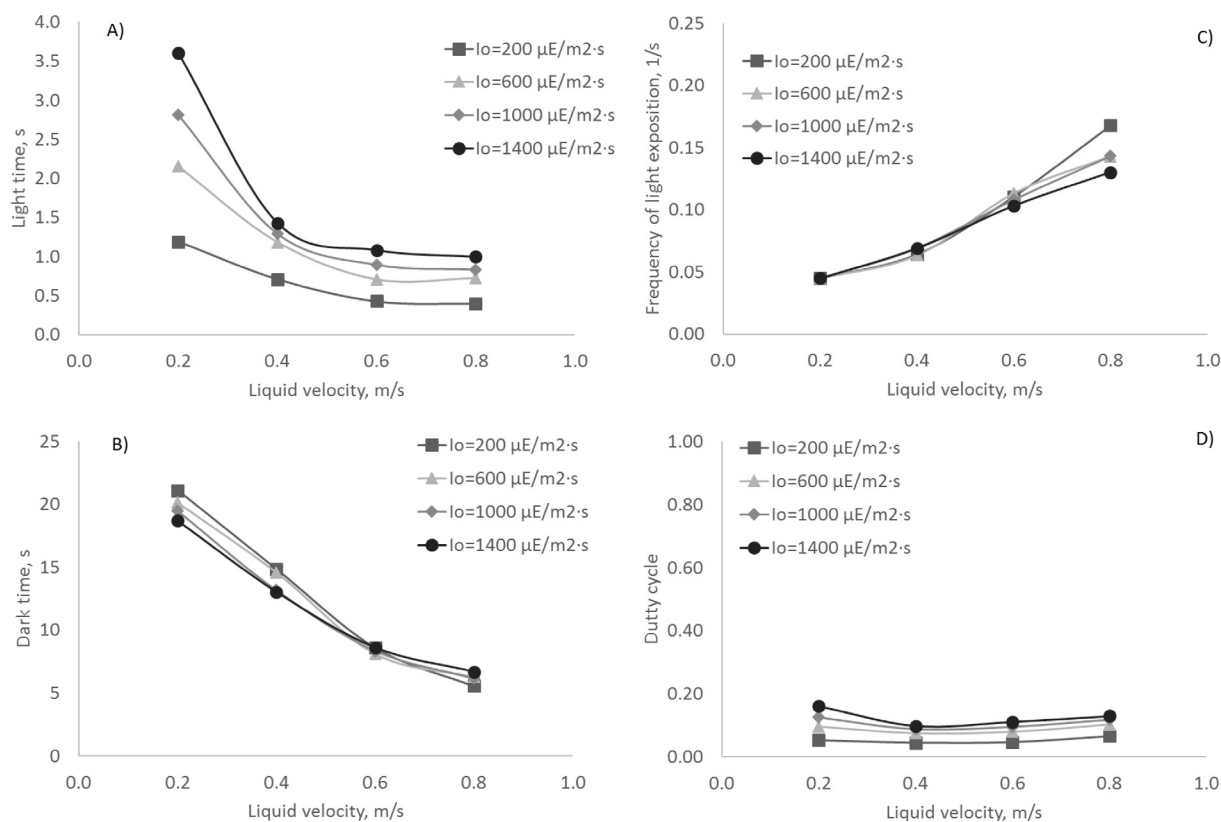 A)
Light time, s
4.0
3.5
3.0
2.5
2.0
1.5
1.0
0.5
0.0
Io=200 µE/m2·s
Io=600 µE/m2·s
Io=1000 µE/m2·s
Io=1400 µE/m2·s
0.0 0.2 0.4 0.6 0.8 1.0
Liquid velocity, m/s
C)
Frequency of light exposition, 1/s
0.25
0.20
0.15
0.10
0.05
0.00
Io=200 µE/m2·s
Io=600 µE/m2·s
Io=1000 µE/m2·s
Io=1400 µE/m2·s
0.0 0.2 0.4 0.6 0.8 1.0
Liquid velocity, m/s
B)
Dark time, s
25
20
15
10
5
0
Io=200 µE/m2·s
Io=600 µE/m2·s
Io=1000 µE/m2·s
Io=1400 µE/m2·s
0.0 0.2 0.4 0.6 0.8 1.0
Liquid velocity, m/s
D)
Dutty cycle
1.00
0.80
0.60
0.40
0.20
0.00
Io=200 µE/m2·s
Io=600 µE/m2·s
Io=1000 µE/m2·s
Io=1400 µE/m2·s
0.0 0.2 0.4 0.6 0.8 1.0
Liquid velocity, m/s